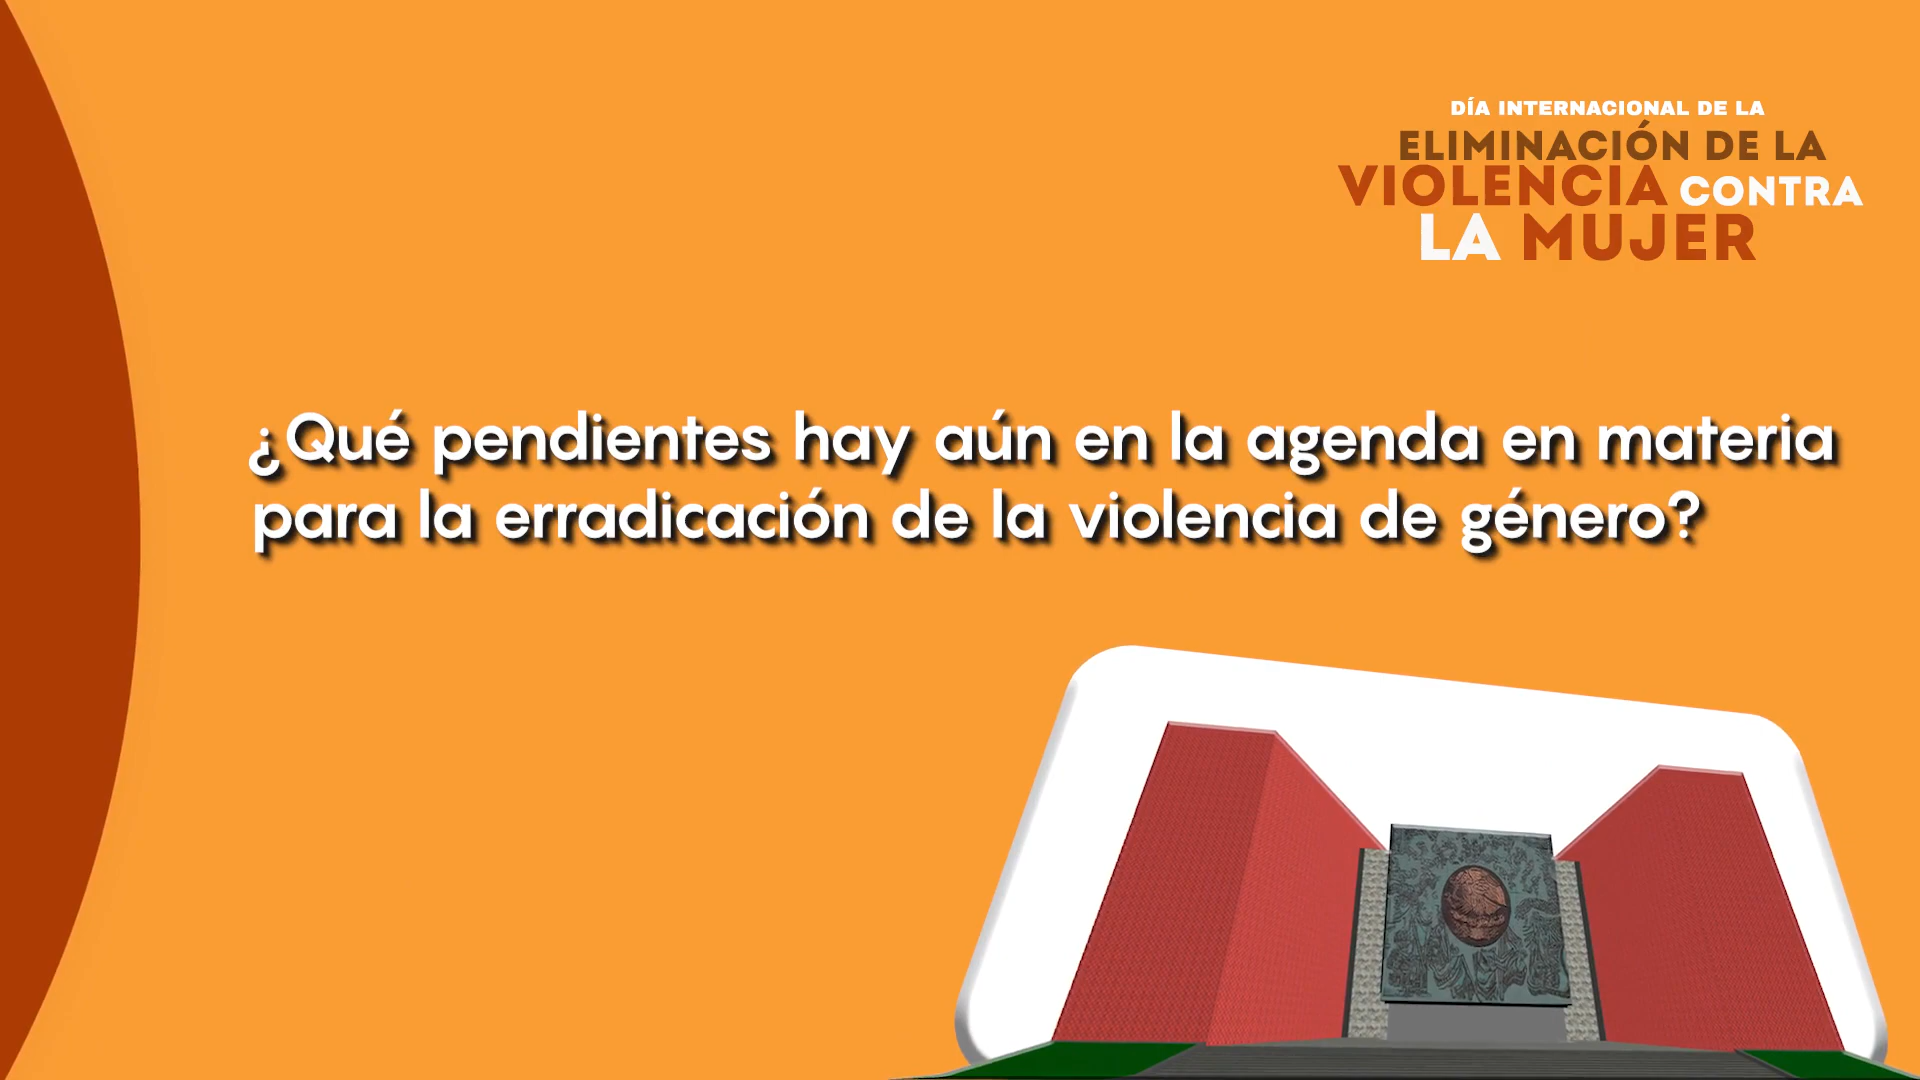 DÍA INTERNACIONAL DE LA
ELIMINACIÓN DE LA
VIOLENCIA CONTRA
LA MUJER
¿Qué pendientes hay aún en la agenda en materia
para la erradicación de la violencia de género?